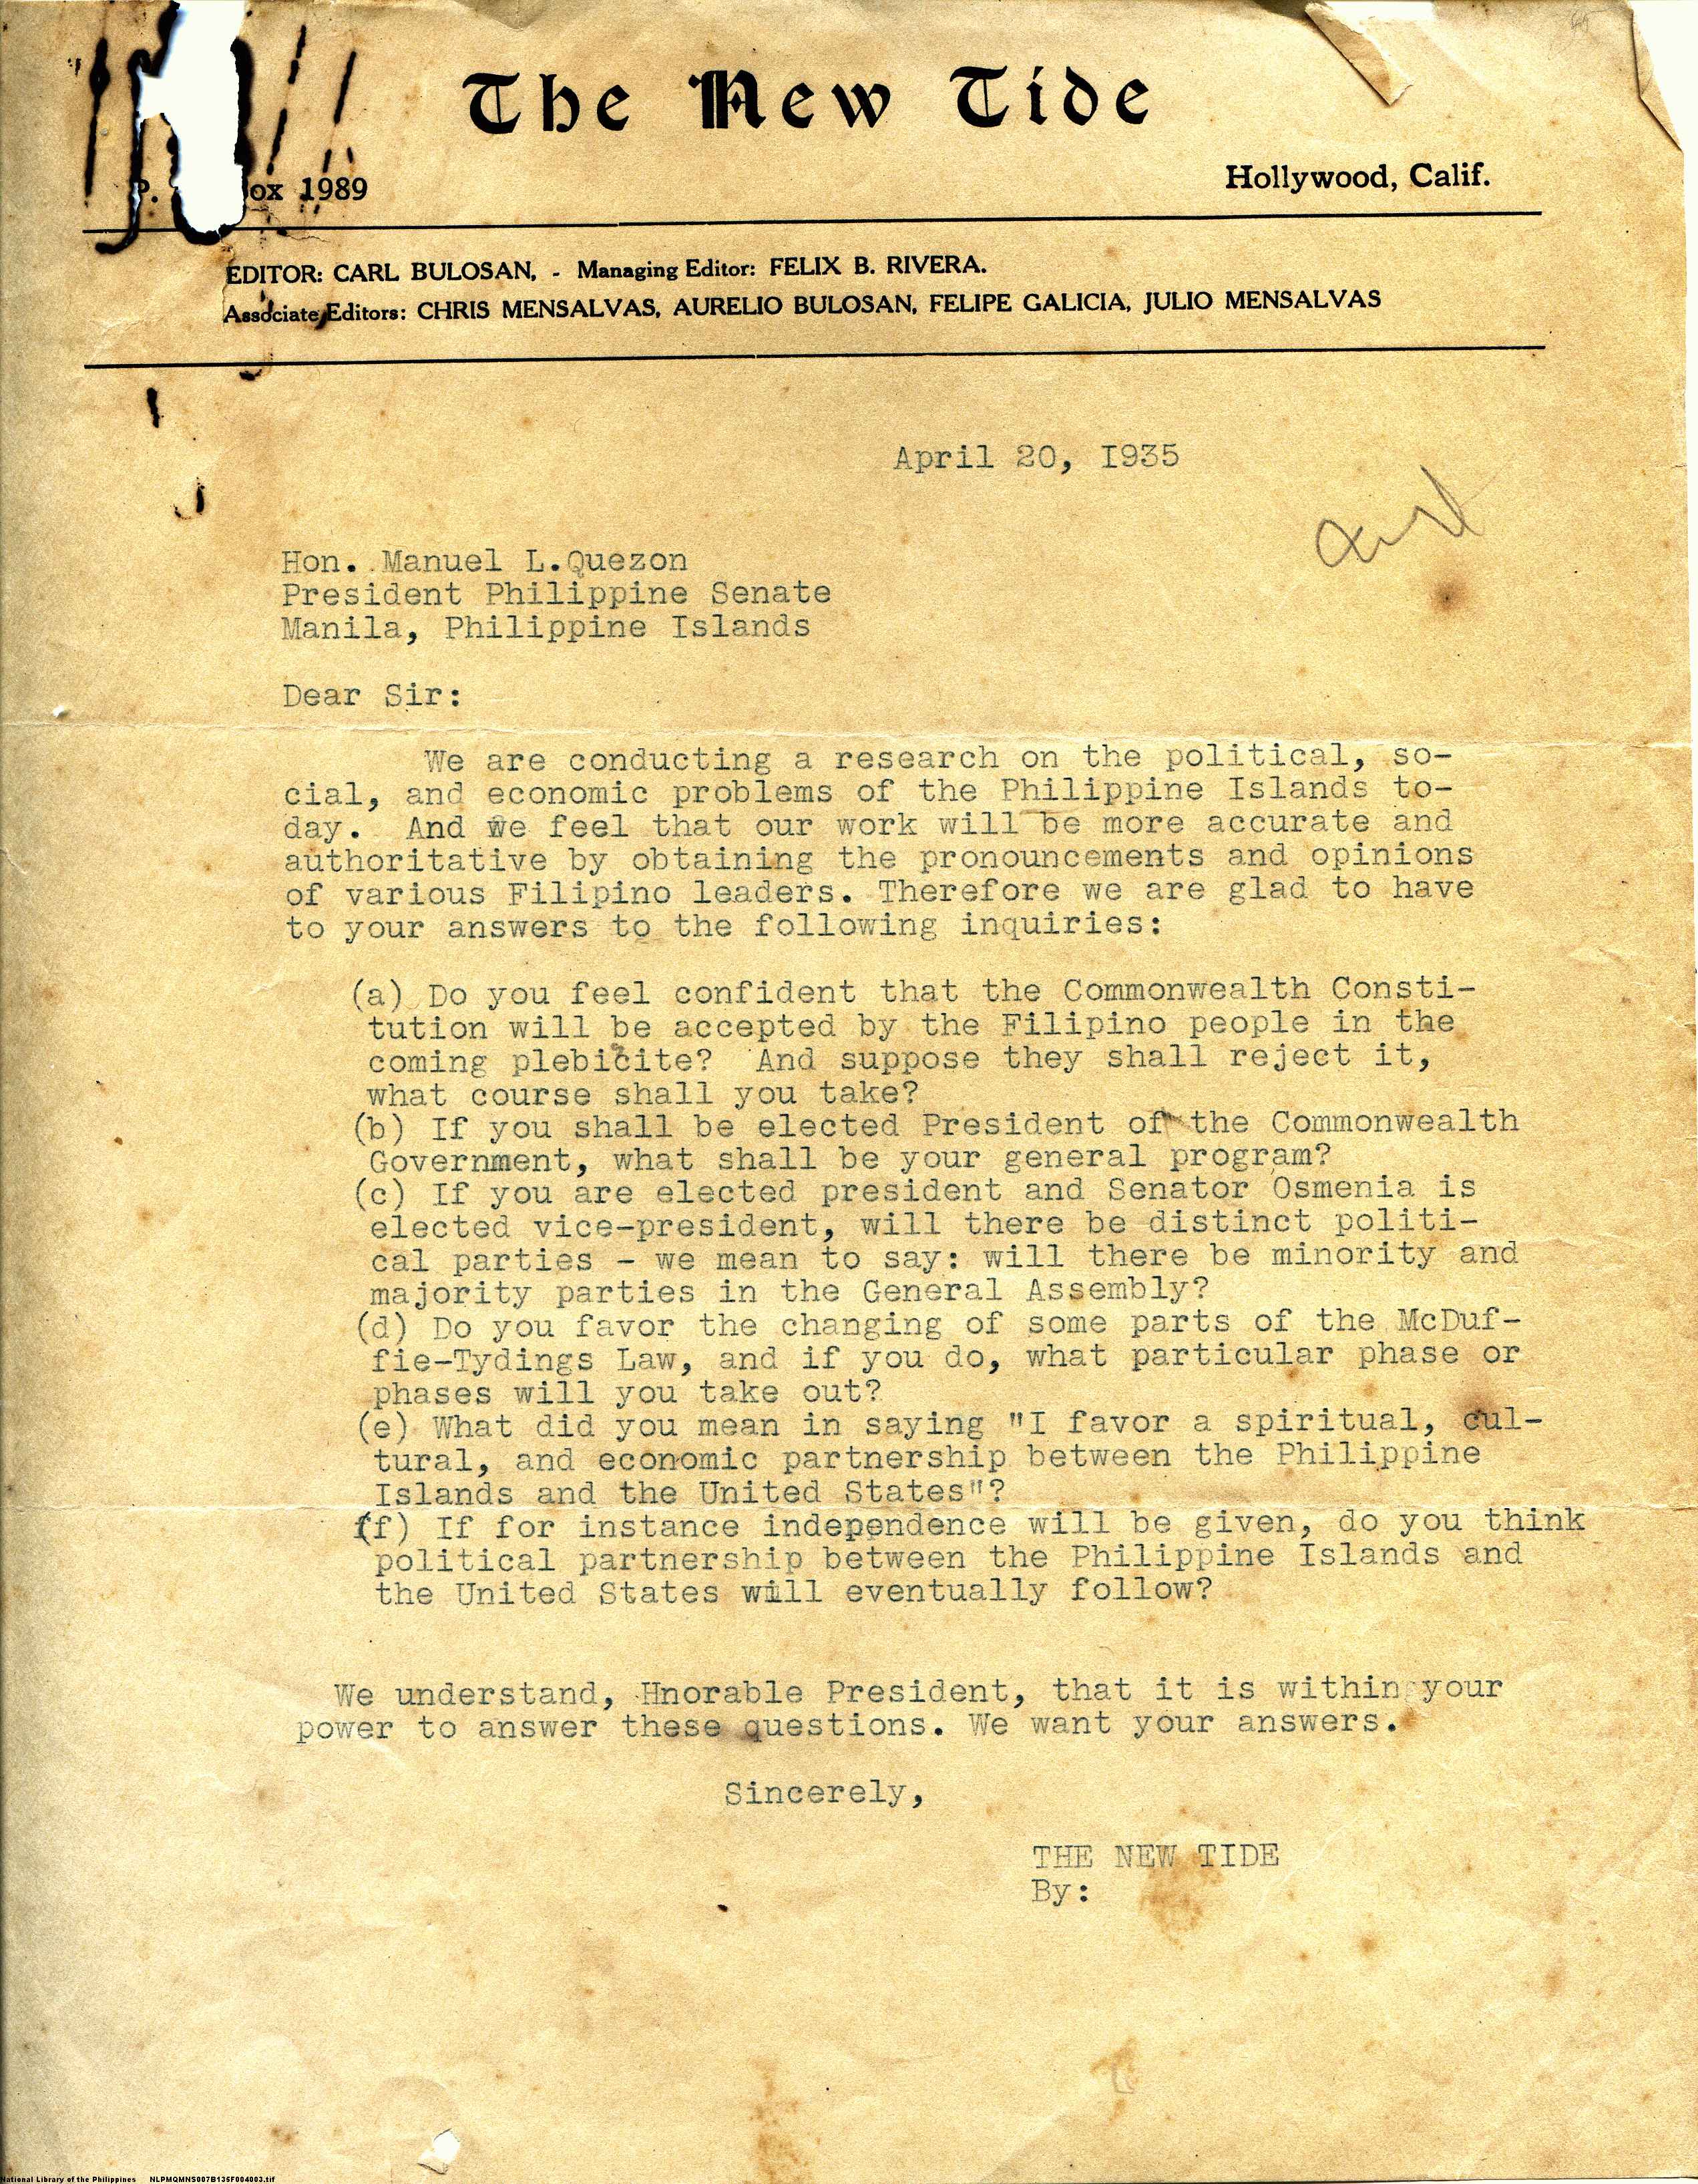 The New Tide
P. ox 1989
Hollywood, Calif.
EDITOR: CARL BULOSAN, - Managing Editor: FELIX B. RIVERA.
Associate Editors: CHRIS MENSALVAS, AURELIO BULOSAN, FELIPE GALICIA, JULIO MENSALVAS
April 20, I935
Hon. Manuel L.Quezon
President Philippine Senate
Manila, Philippine Islands
Dear Sir:
We are conducting a research on the political, so-
cial, and economic problems of the Philippine Islands to-
day. And we feel that our work will be more accurate and
authoritative by obtaining the pronouncements and opinions
of various Filipino leaders. Therefore we are glad to have
to your answers to the following inquiries:
(a) Do you feel confident that the Commonwealth Consti-
tution will be accepted by the Filipino people in the
coming plebicite? And suppose they shall reject it,
what course shall you take?
(b) If you shall be elected President of the Commonwealth
Government, what shall be your general program?
(c) If you are elected president and Senator Osmenia is
elected vice-president, will there be distinct politi-
cal parties - we mean to say: will there be minority and
majority parties in the General Assembly?
(d) Do you favor the changing of some parts of the McDuf-
fie-Tydings Law, and if you do, what particular phase or
phases will you take out?
(e) What did you mean in saying "I favor a spiritual, cul-
tural, and economic partnership between the Philippine
Islands and the United States"?
(f) If for instance independence will be given, do you think
political partnership between the Philippine Islands and
the United States will eventually follow?
We understand, Hnorable President, that it is within your
power to answer these questions. We want your answers.
Sincerely,
THE NEW TIDE
By:
National Library of the Philippines NLPMQMNS007B135F004003.tif